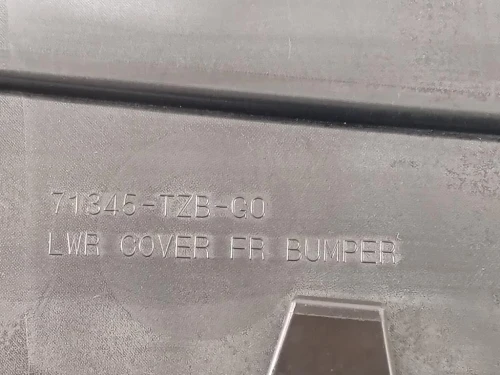 71345-TZB-G0
LWR COVER FR BUMPER